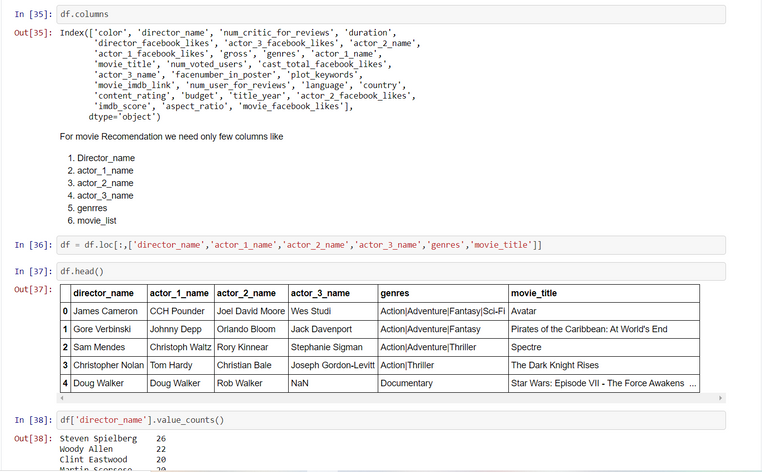 In [35]: df.columns
Out[35]: Index(['color', 'director_name', 'num_critic_for_reviews', 'duration',
'director_facebook_likes', 'actor_3_facebook_likes', 'actor_2_name',
'actor_1_facebook_likes', 'gross', 'genres', 'actor_1_name',
'movie_title', 'num_voted_users', 'cast_total_facebook_likes',
'actor_3_name', 'facenumber_in_poster', 'plot_keywords',
'movie_imdb_link', 'num_user_for_reviews', 'language', 'country',
'content_rating', 'budget', 'title_year', 'actor_2_facebook_likes',
'imdb_score', 'aspect_ratio', 'movie_facebook_likes'],
dtype='object')
For movie Recomendation we need only few columns like
1. Director_name
2. actor_1_name
3. actor_2_name
4. actor_3_name
5. genrres
6. movie_list
In [36]: df = df.loc[:,['director_name','actor_1_name','actor_2_name','actor_3_name','genres','movie_title']]
In [37]: df.head()
Out[37]:
director_name actor_1_name actor_2_name actor_3_name genres movie_title
0 James Cameron CCH Pounder Joel David Moore Wes Studi Action|Adventure|Fantasy|Sci-Fi Avatar
1 Gore Verbinski Johnny Depp Orlando Bloom Jack Davenport Action|Adventure|Fantasy Pirates of the Caribbean: At World's End
2 Sam Mendes Christoph Waltz Rory Kinnear Stephanie Sigman Action|Adventure|Thriller Spectre
3 Christopher Nolan Tom Hardy Christian Bale Joseph Gordon-Levitt Action|Thriller The Dark Knight Rises
4 Doug Walker Doug Walker Rob Walker NaN Documentary Star Wars: Episode VII - The Force Awakens ...
In [38]: df['director_name'].value_counts()
Out[38]: Steven Spielberg 26
Woody Allen 22
Clint Eastwood 20
Martin Scorsese 20